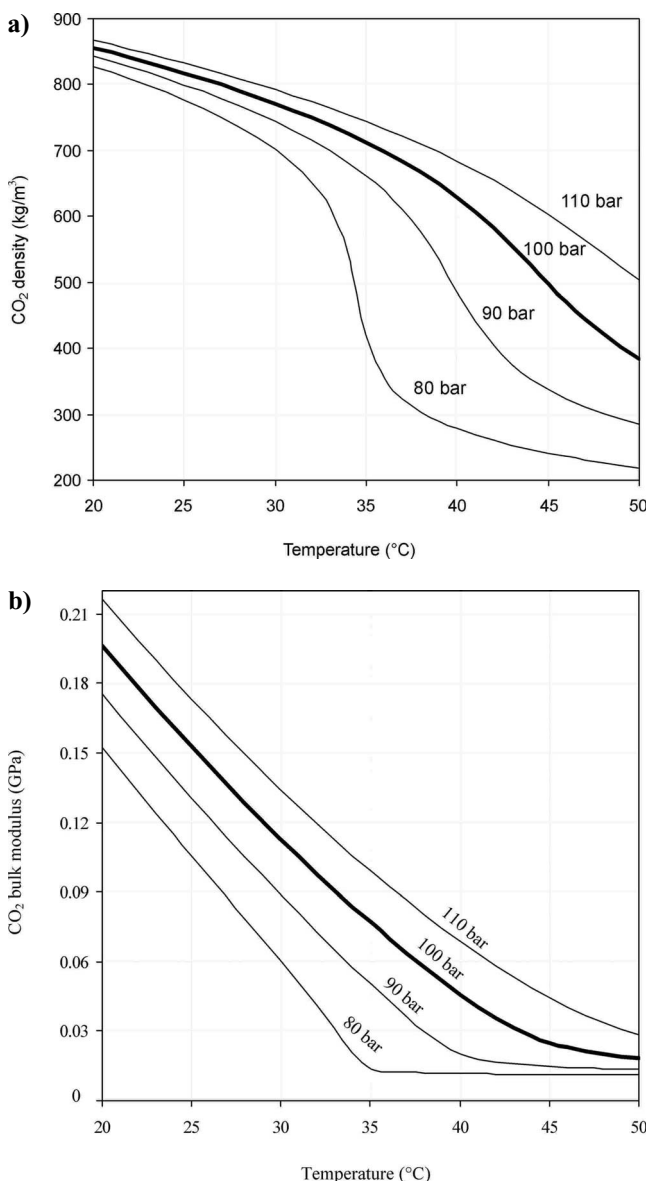 a)
900
800
700
600
500
400
300
200
CO₂ density (kg/m³)
110 bar
100 bar
90 bar
80 bar
20 25 30 35 40 45 50
Temperature (°C)
b)
0.21
0.18
0.15
0.12
0.09
0.06
0.03
0
CO₂ bulk modulus (GPa)
110 bar
100 bar
90 bar
80 bar
20 25 30 35 40 45 50
Temperature (°C)